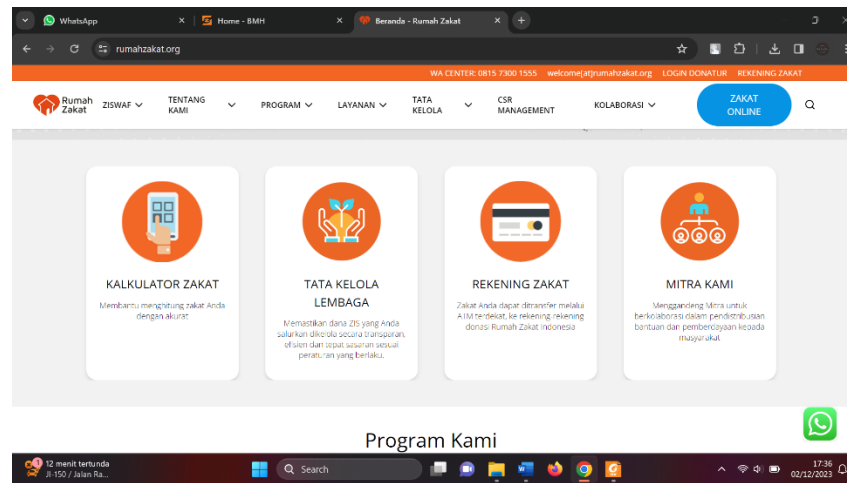 WhatsApp
Home - BMH
Beranda - Rumah Zakat
rumahzakat.org
WA CENTER: 0815 7300 1555 welcome[at]rumahzakat.org LOGIN DONATUR REKENING ZAKAT
Rumah
Zakat
ZISWAF
TENTANG
KAMI
PROGRAM
LAYANAN
TATA
KELOLA
CSR
MANAGEMENT
KOLABORASI
ZAKAT
ONLINE
KALKULATOR ZAKAT
Membantu menghitung zakat Anda
dengan akurat
TATA KELOLA
LEMBAGA
Memastikan dana ZIS yang Anda
salurkan dikelola secara transparan,
efisien dan tepat sasaran sesuai
peraturan yang berlaku.
REKENING ZAKAT
Zakat Anda dapat ditransfer melalui
ATM terdekat, ke rekening-rekening
donasi Rumah Zakat Indonesia
MITRA KAMI
Menggandeng Mitra untuk
berkolaborasi dalam pendistribusian
bantuan dan pemberdayaan kepada
masyarakat
Program Kami
1
12 menit tertunda
Jl-150 / Jalan Ra...
Search
17:36
02/12/2023